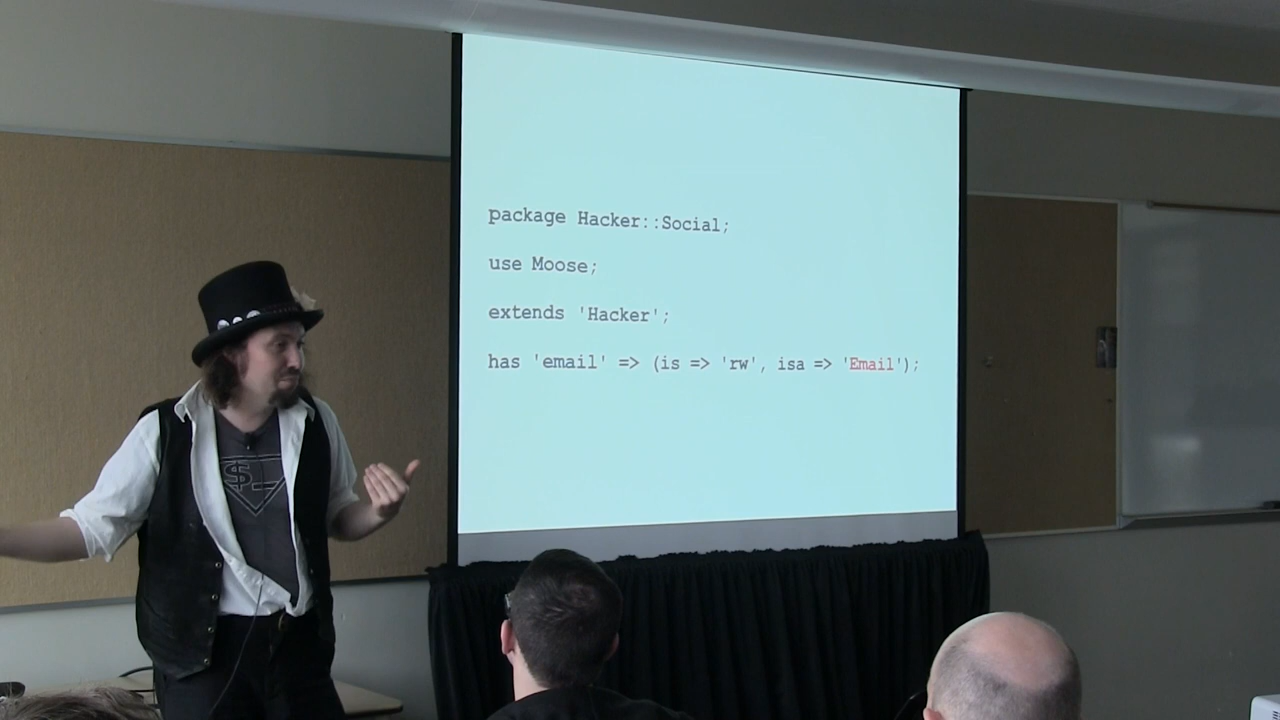 $_
package Hacker::Social;
use Moose;
extends 'Hacker';
has 'email' => (is => 'rw', isa => 'Email');